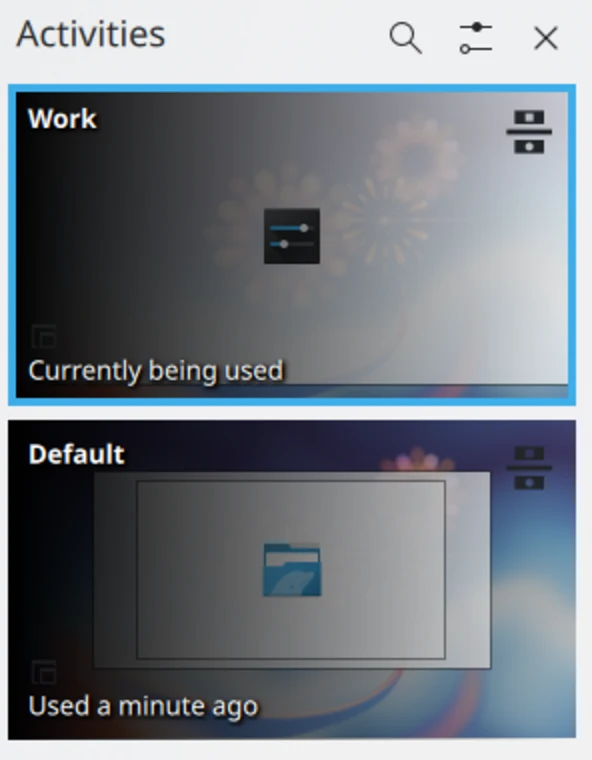 Activities
Work
Currently being used
Default
Used a minute ago